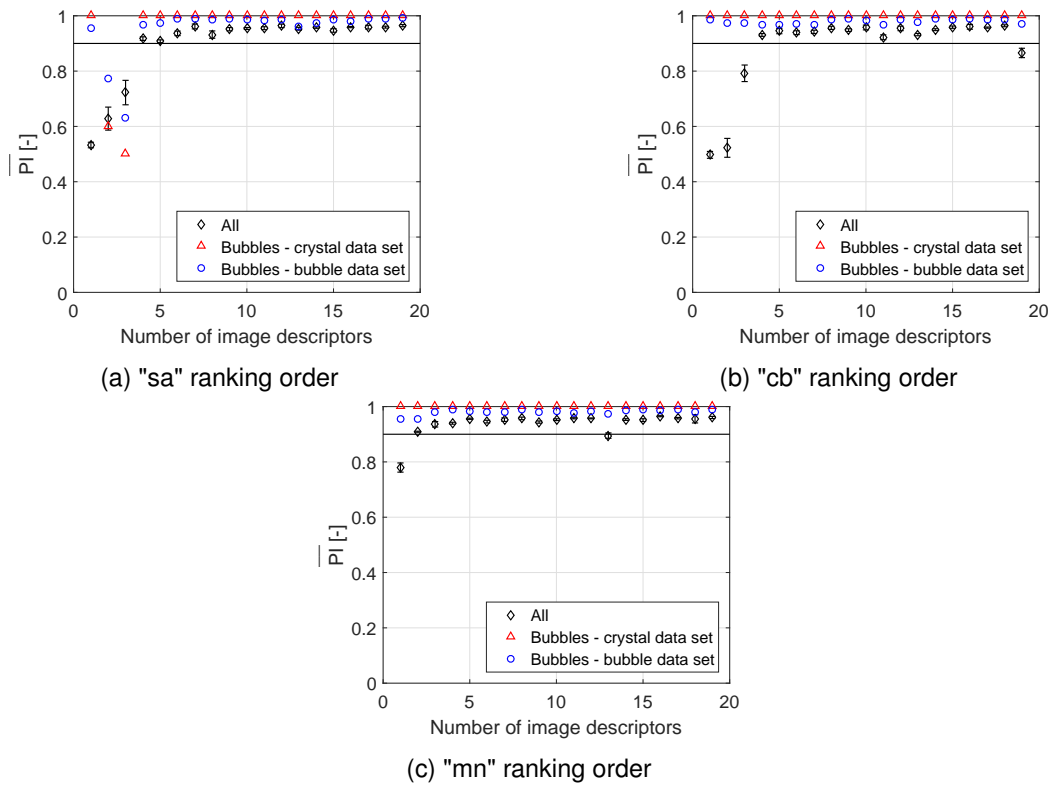 1
0.8
0.6
0.4
0.2
0
PI [-]
All
Bubbles - crystal data set
Bubbles - bubble data set
0 5 10 15 20
Number of image descriptors
(a) "sa" ranking order
1
0.8
0.6
0.4
0.2
0
PI [-]
All
Bubbles - crystal data set
Bubbles - bubble data set
0 5 10 15 20
Number of image descriptors
(b) "cb" ranking order
1
0.8
0.6
0.4
0.2
0
PI [-]
All
Bubbles - crystal data set
Bubbles - bubble data set
0 5 10 15 20
Number of image descriptors
(c) "mn" ranking order